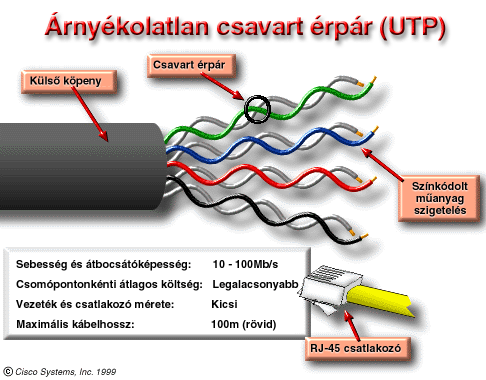 Árnyékolatlan csavart érpár (UTP)
Csavart érpár
Külső köpeny
Színkódolt
műanyag
szigetelés
Sebesség és átbocsátóképesség: 10 - 100Mb/s
Csomópontonkénti átlagos költség: Legalacsonyabb
Vezeték és csatlakozó mérete: Kicsi
Maximális kábelhossz: 100m (rövid)
RJ-45 csatlakozó
© Cisco Systems, Inc. 1999